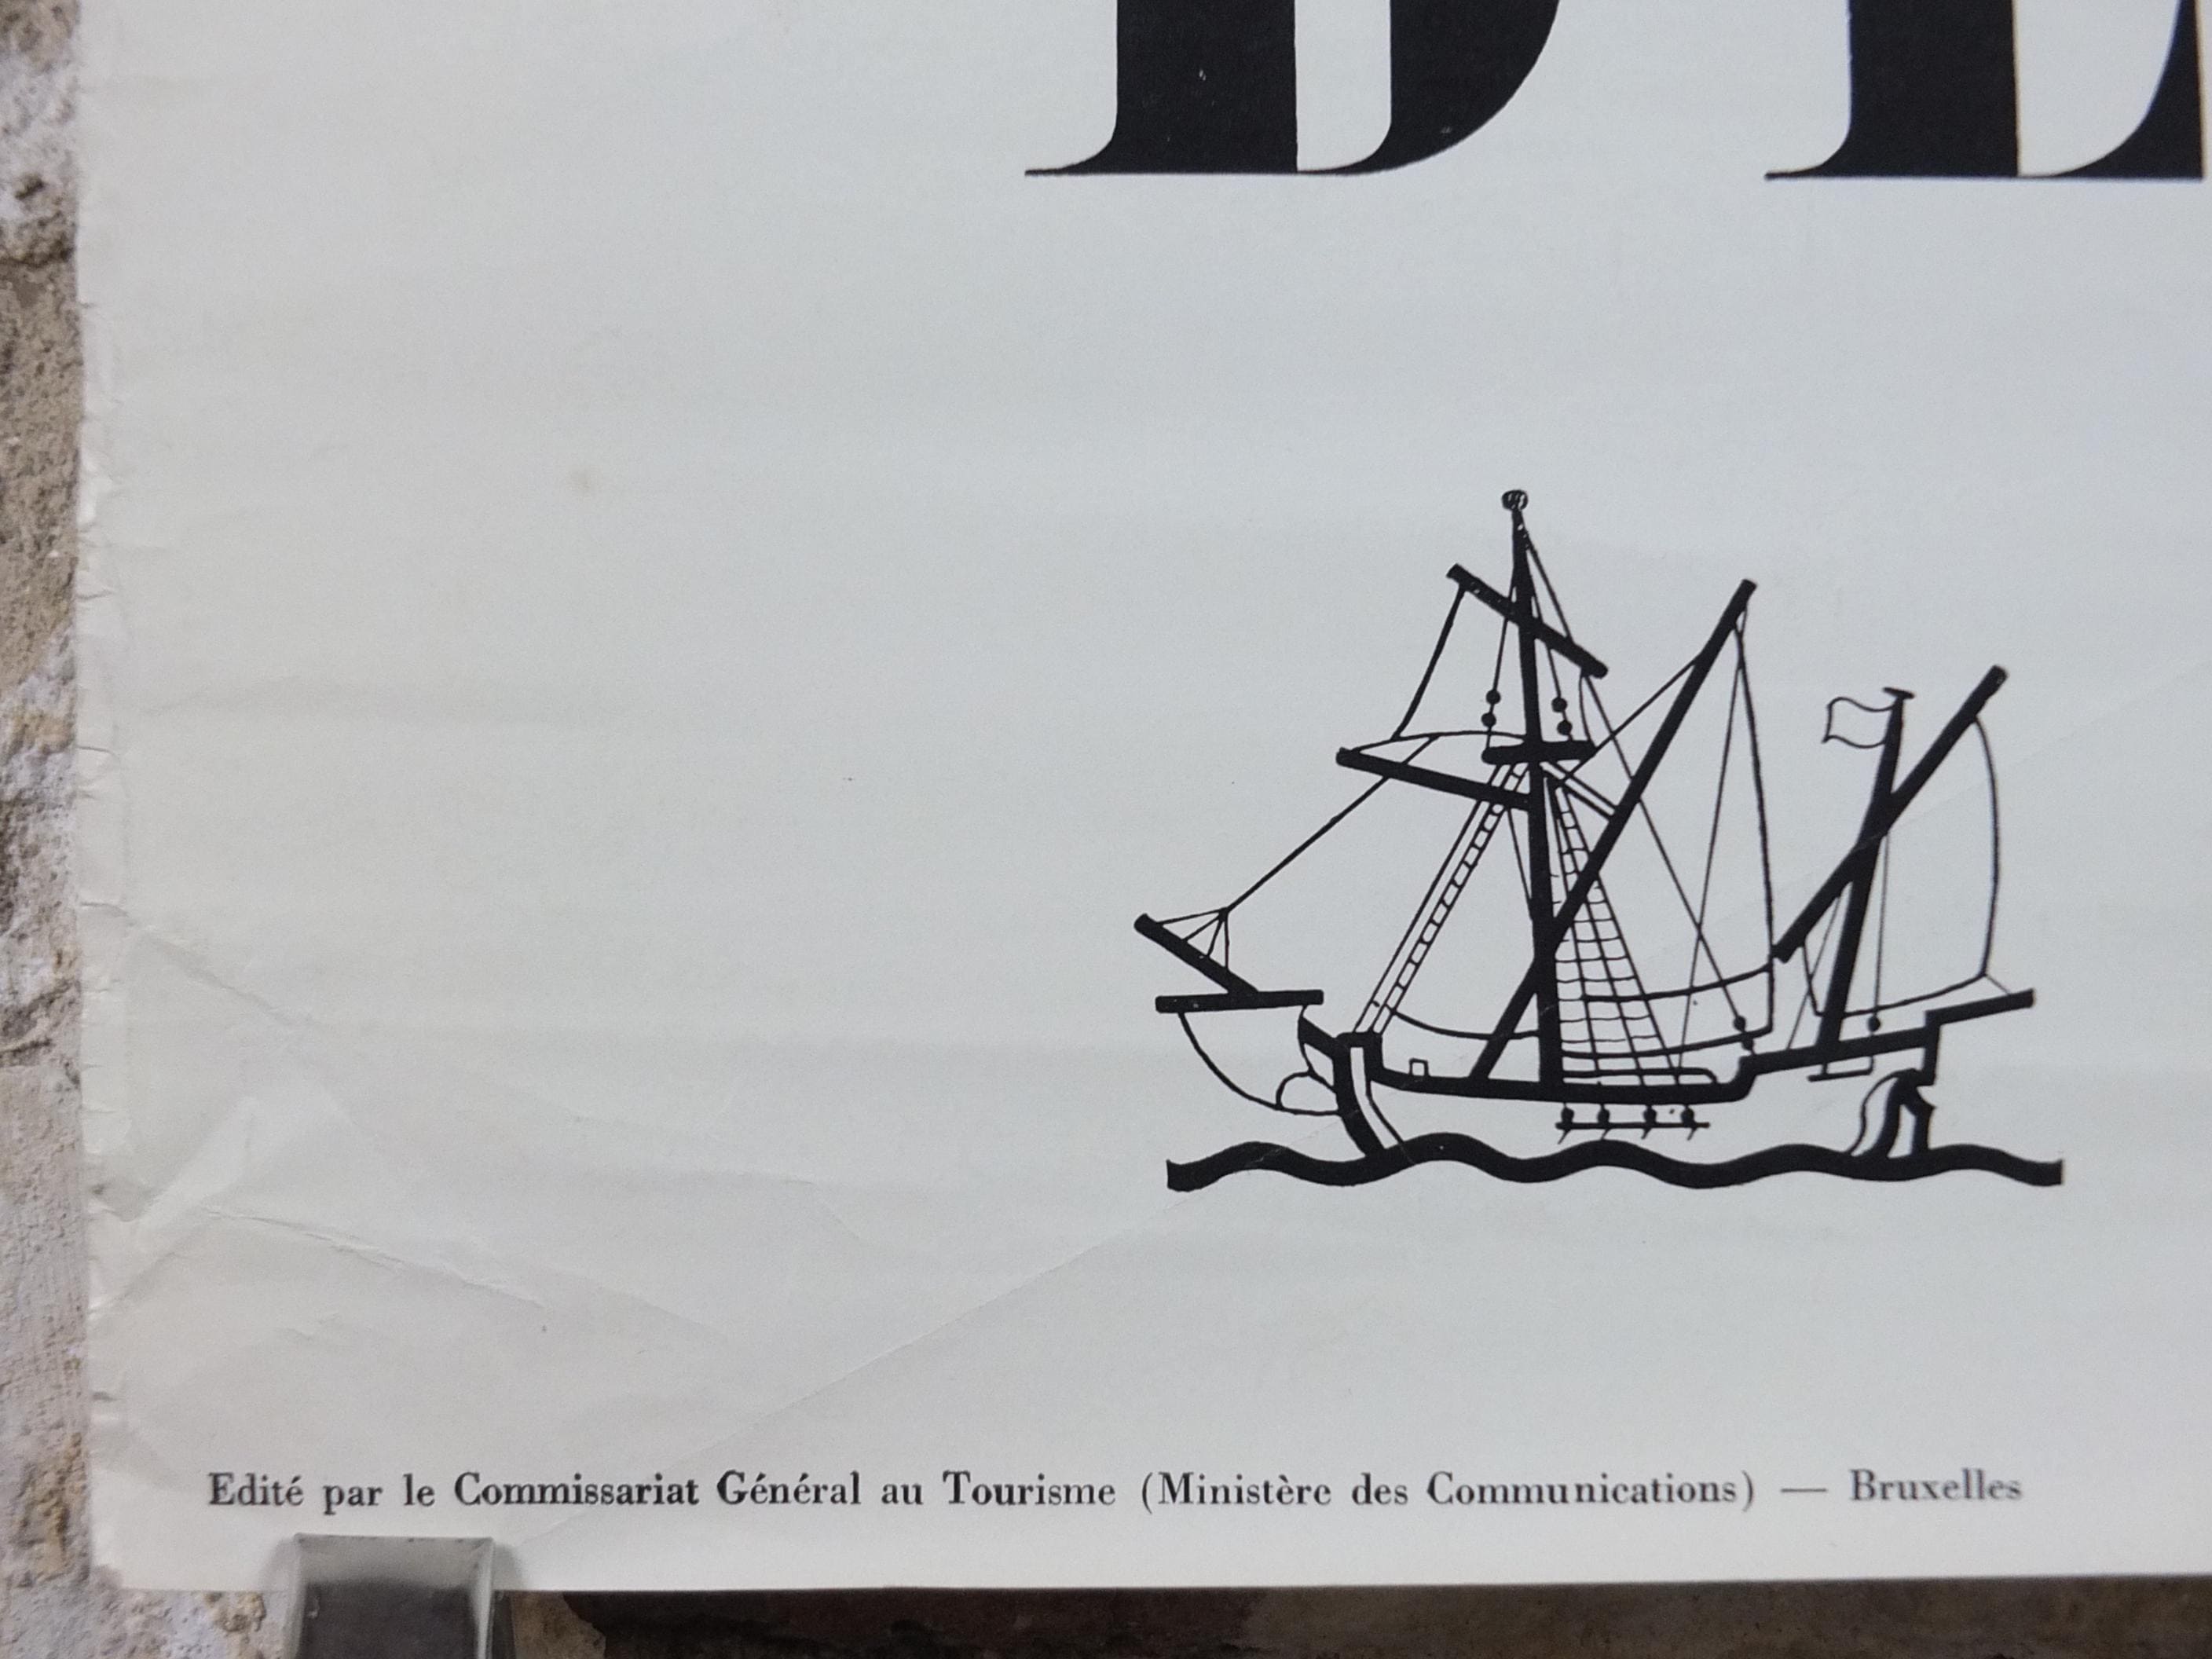 Edité par le Commissariat Général au Tourisme (Ministère des Communications) — Bruxelles